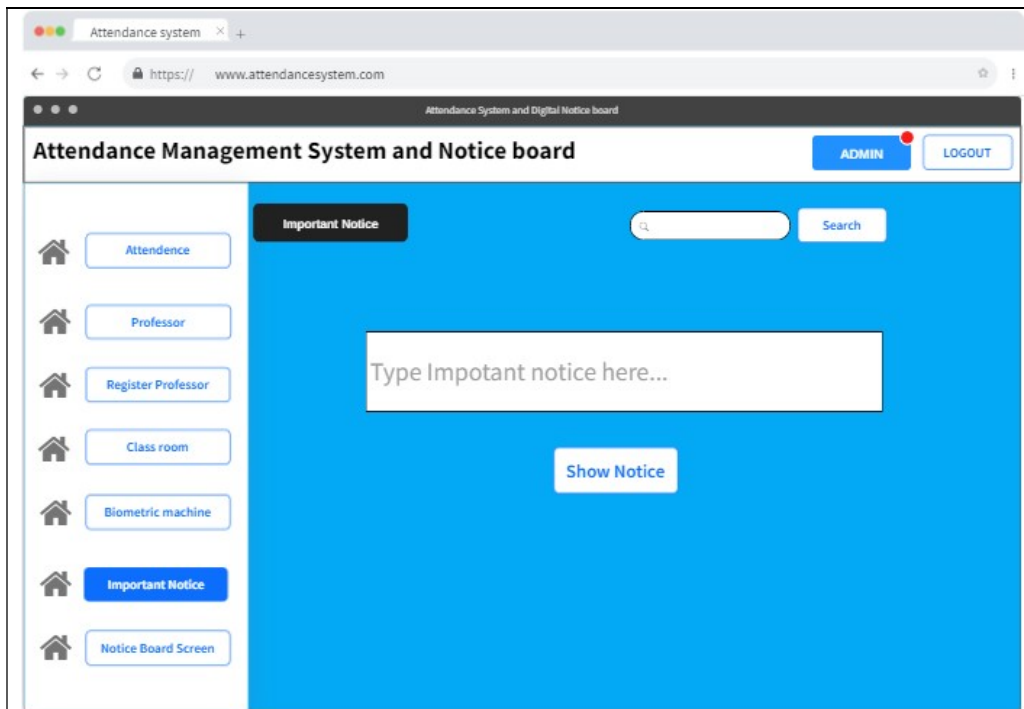 Attendance system × +
https:// www.attendancesystem.com
Attendance System and Digital Notice board
Attendance Management System and Notice board
ADMIN
LOGOUT
Important Notice
Search
Attendence
Professor
Register Professor
Class room
Biometric machine
Important Notice
Notice Board Screen
Type Impotant notice here...
Show Notice